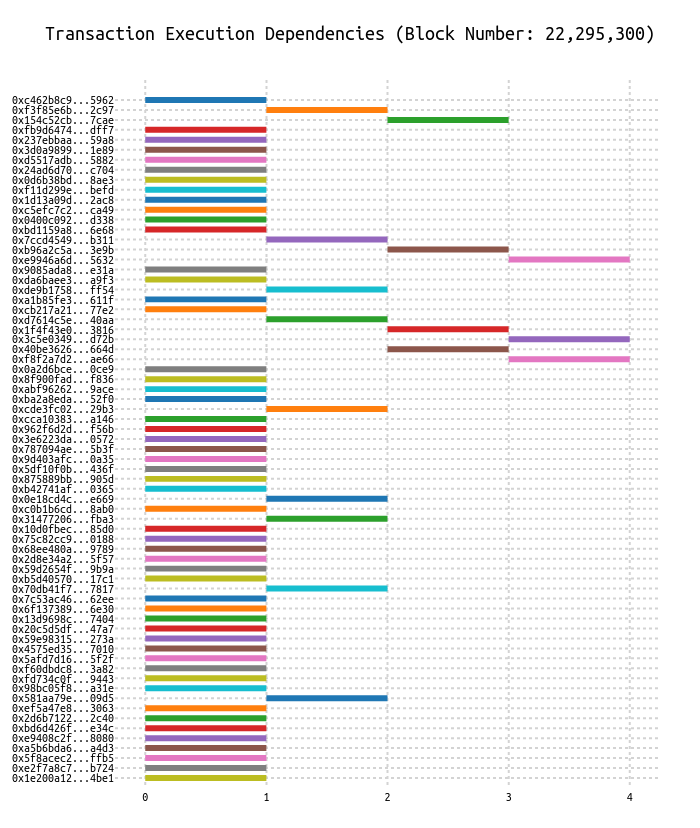 Transaction Execution Dependencies (Block Number: 22,295,300)
0xc462b8c9...5962
0xf3f85e6b...2c97
0x154c52cb...7cae
0xfb9d6474...dff7
0x237ebbaa...59a8
0x3d0a9899...1e89
0xd5517adb...5882
0x24ad6d70...c704
0x0d6b38bd...8ae3
0xf11d299e...befd
0x1d13a09d...2ac8
0xc5efc7c2...ca49
0x0400c092...d338
0xbd1159a8...6e68
0x7ccd4549...b311
0xb96a2c5a...3e9b
0xe9946a6d...5632
0x9085ada8...e31a
0xda6baee3...a9f3
0xde9b1758...ff54
0xa1b85fe3...611f
0xcb217a21...77e2
0xd7614c5e...40aa
0x1f4f43e0...3816
0x3c5e0349...d72b
0x40be3626...664d
0xf8f2a7d2...ae66
0x0a2d6bce...0ce9
0x8f900fad...f836
0xabf96262...9ace
0xba2a8eda...52f0
0xcde3fc02...29b3
0xcca10383...a146
0x962f6d2d...f56b
0x3e6223da...0572
0x787094ae...5b3f
0x9d403afc...0a35
0x5df10f0b...436f
0x875889bb...905d
0xb42741af...0365
0x0e18cd4c...e669
0xc0b1b6cd...8ab0
0x31477206...fba3
0x10d0fbec...85d0
0x75c82cc9...0188
0x68ee480a...9789
0x2d8e34a2...5f57
0x59d2654f...9b9a
0xb5d40570...17c1
0x70db41f7...7817
0x7c53ac46...62ee
0x6f137389...6e30
0x13d9698c...7404
0x20c5d5df...47a7
0x59e98315...273a
0x4575ed35...7010
0x5afd7d16...5f2f
0xf60dbdc8...3a82
0xfd734c0f...9443
0x98bc05f8...a31e
0x581aa79e...09d5
0xef5a47e8...3063
0x2d6b7122...2c40
0xbd6d426f...e34c
0xe9408c2f...8080
0xa5b6bda6...a4d3
0x5f8acec2...ffb5
0xe2f7a8c7...b724
0x1e200a12...4be1
0 1 2 3 4